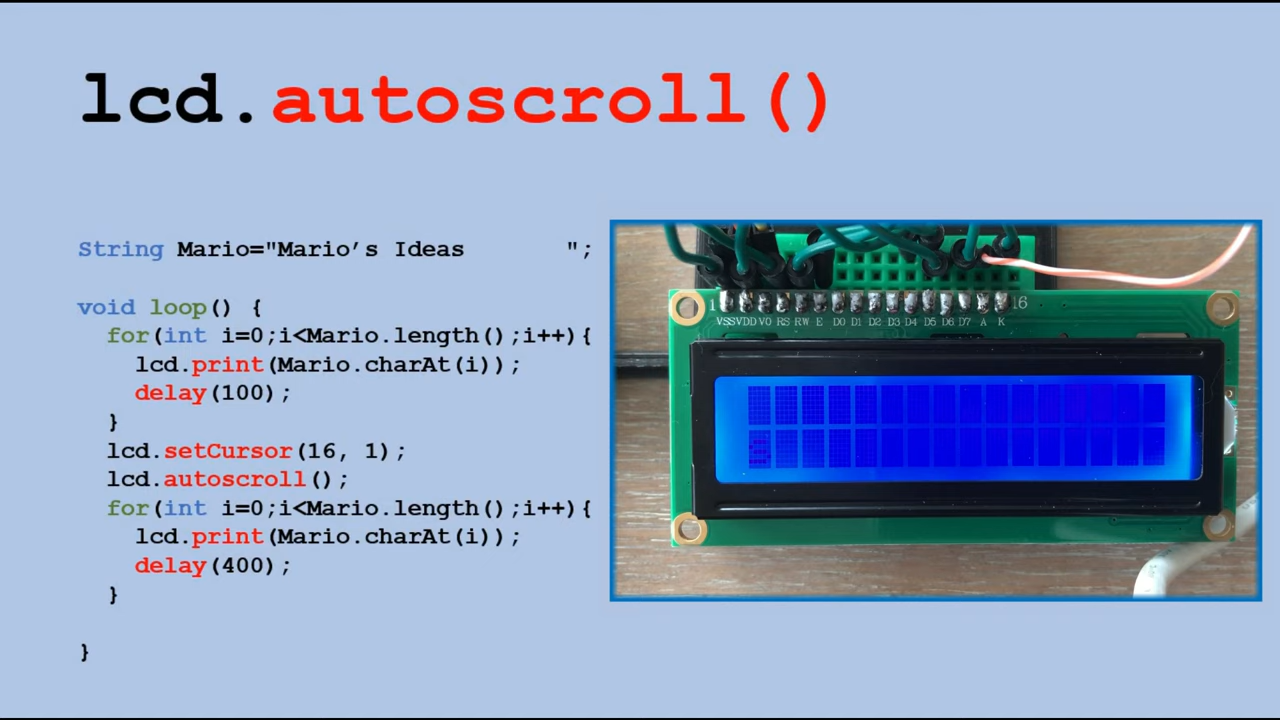 lcd.autoscroll()
String Mario="Mario’s Ideas       ";
void loop() {
  for(int i=0;i<Mario.length();i++){
    lcd.print(Mario.charAt(i));
    delay(100);
  }
  lcd.setCursor(16, 1);
  lcd.autoscroll();
  for(int i=0;i<Mario.length();i++){
    lcd.print(Mario.charAt(i));
    delay(400);
  }
}
1 16
VSS VDD VO RS RW E D0 D1 D2 D3 D4 D5 D6 D7 A K